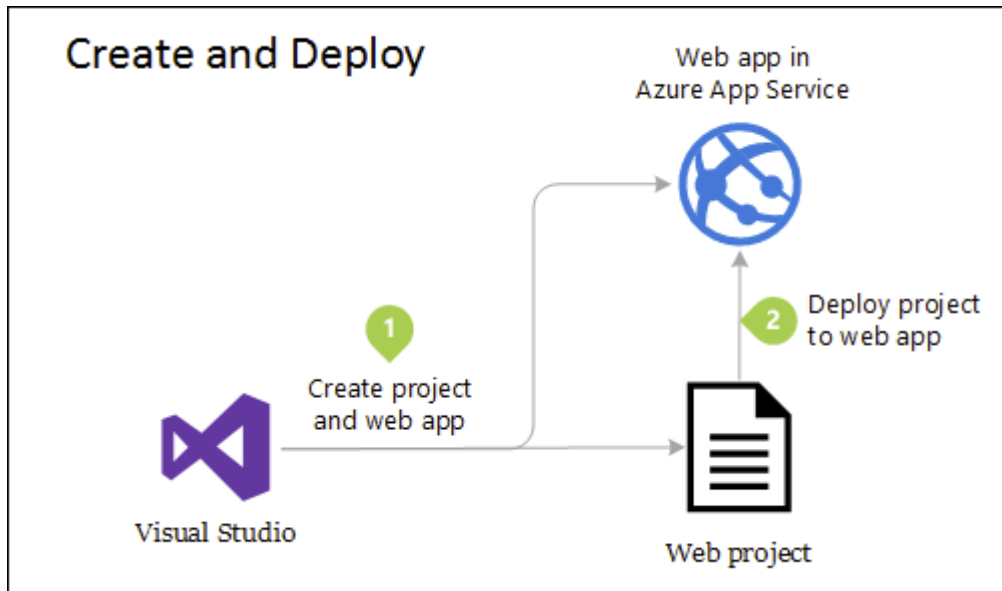 Create and Deploy
Web app in
Azure App Service
1
Create project
and web app
2
Deploy project
to web app
Visual Studio
Web project